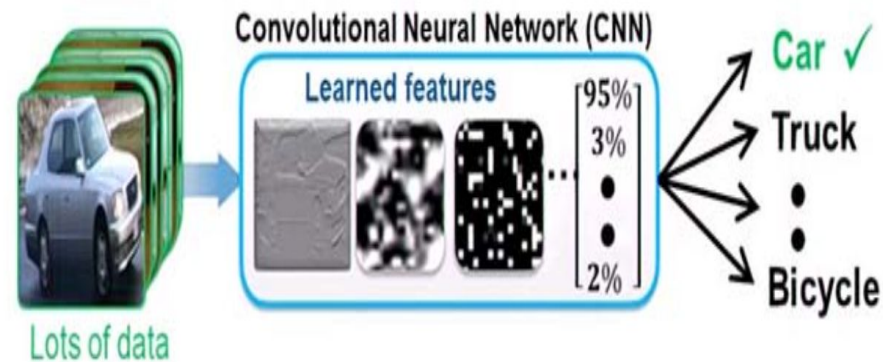 Convolutional Neural Network (CNN)
Learned features
95%
3%
2%
Car ✓
Truck
Bicycle
Lots of data